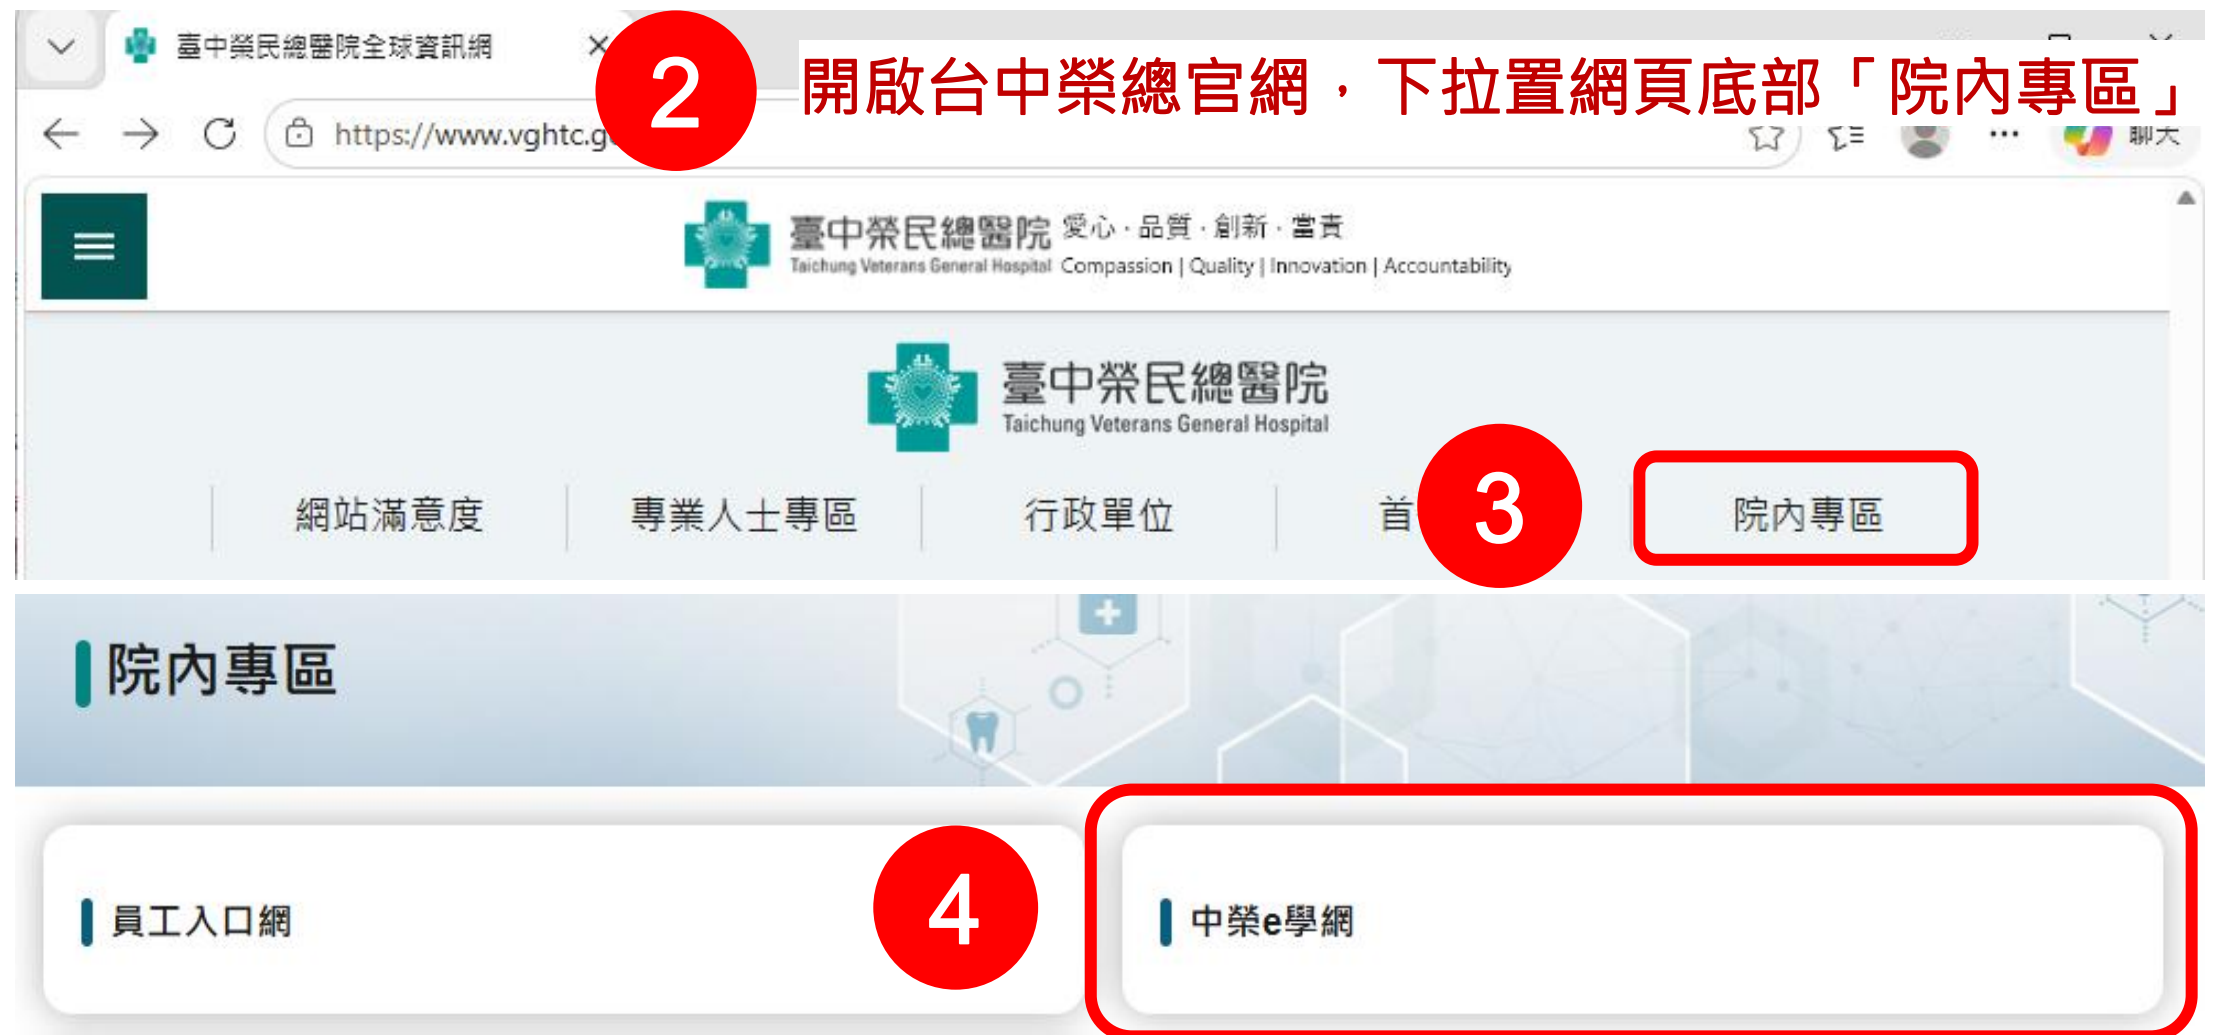 臺中榮民總醫院全球資訊網
2
開啟台中榮總官網，下拉置網頁底部「院內專區」
https://www.vghtc.g
聊天
臺中榮民總醫院 愛心·品質·創新·當責
Taichung Veterans General Hospital Compassion | Quality | Innovation | Accountability
臺中榮民總醫院
Taichung Veterans General Hospital
網站滿意度 專業人士專區 行政單位 首 3 院內專區
院內專區
員工入口網 4 中榮e學網